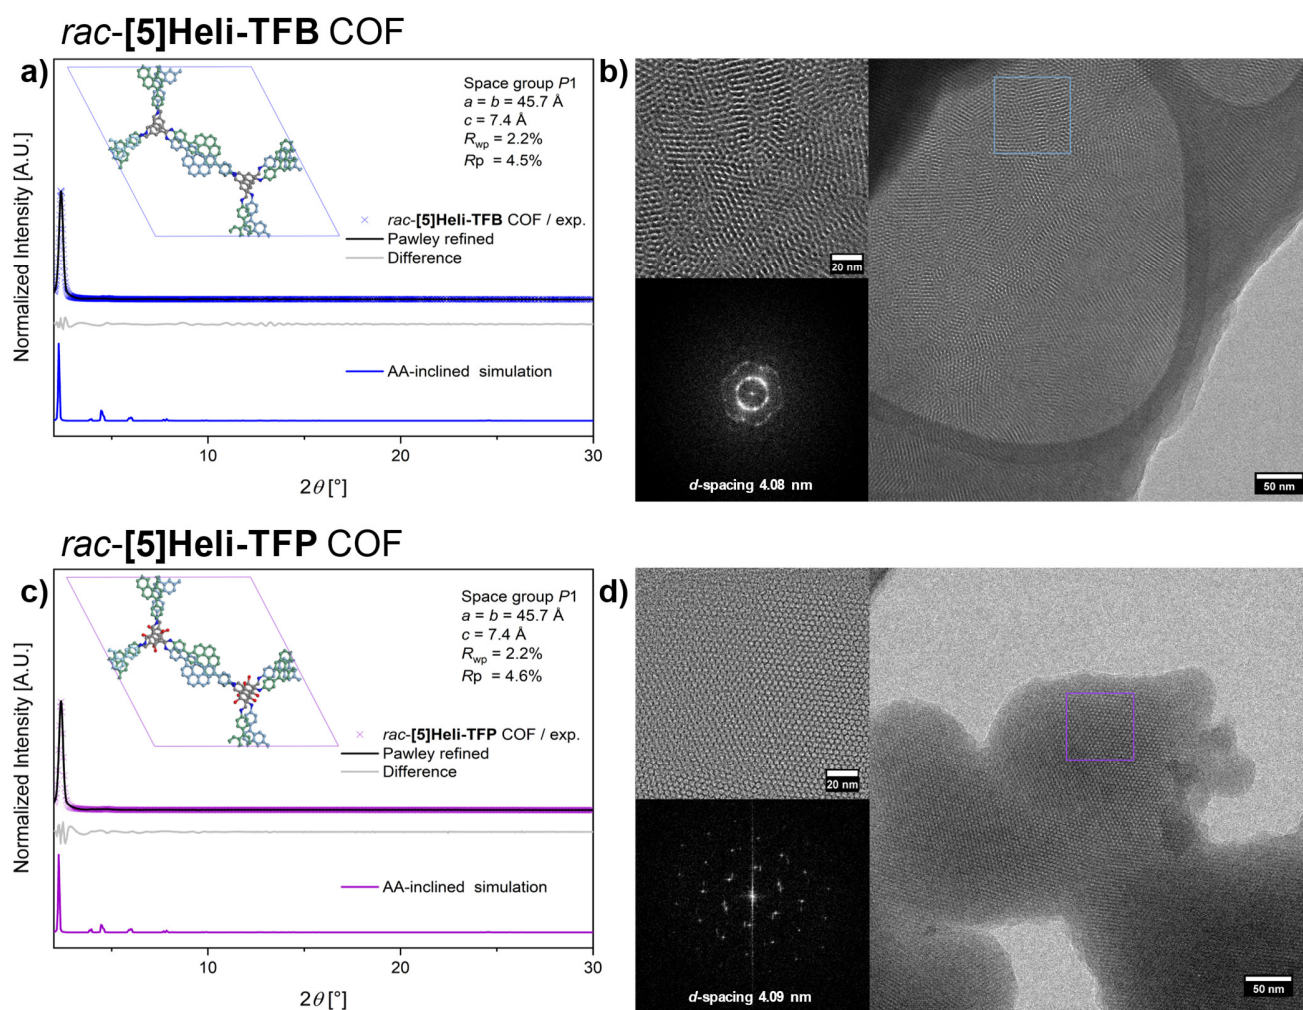 rac-[5]Heli-TFB COF
a)
Normalized Intensity [A.U.]
Space group P1
a = b = 45.7 Å
c = 7.4 Å
Rwp = 2.2%
Rp = 4.5%
rac-[5]Heli-TFB COF / exp.
Pawley refined
Difference
AA-inclined simulation
10
20
30
2θ [°]
b)
20 nm
d-spacing 4.08 nm
50 nm
rac-[5]Heli-TFP COF
c)
Normalized Intensity [A.U.]
Space group P1
a = b = 45.7 Å
c = 7.4 Å
Rwp = 2.2%
Rp = 4.6%
rac-[5]Heli-TFP COF / exp.
Pawley refined
Difference
AA-inclined simulation
10
20
30
2θ [°]
d)
20 nm
d-spacing 4.09 nm
50 nm